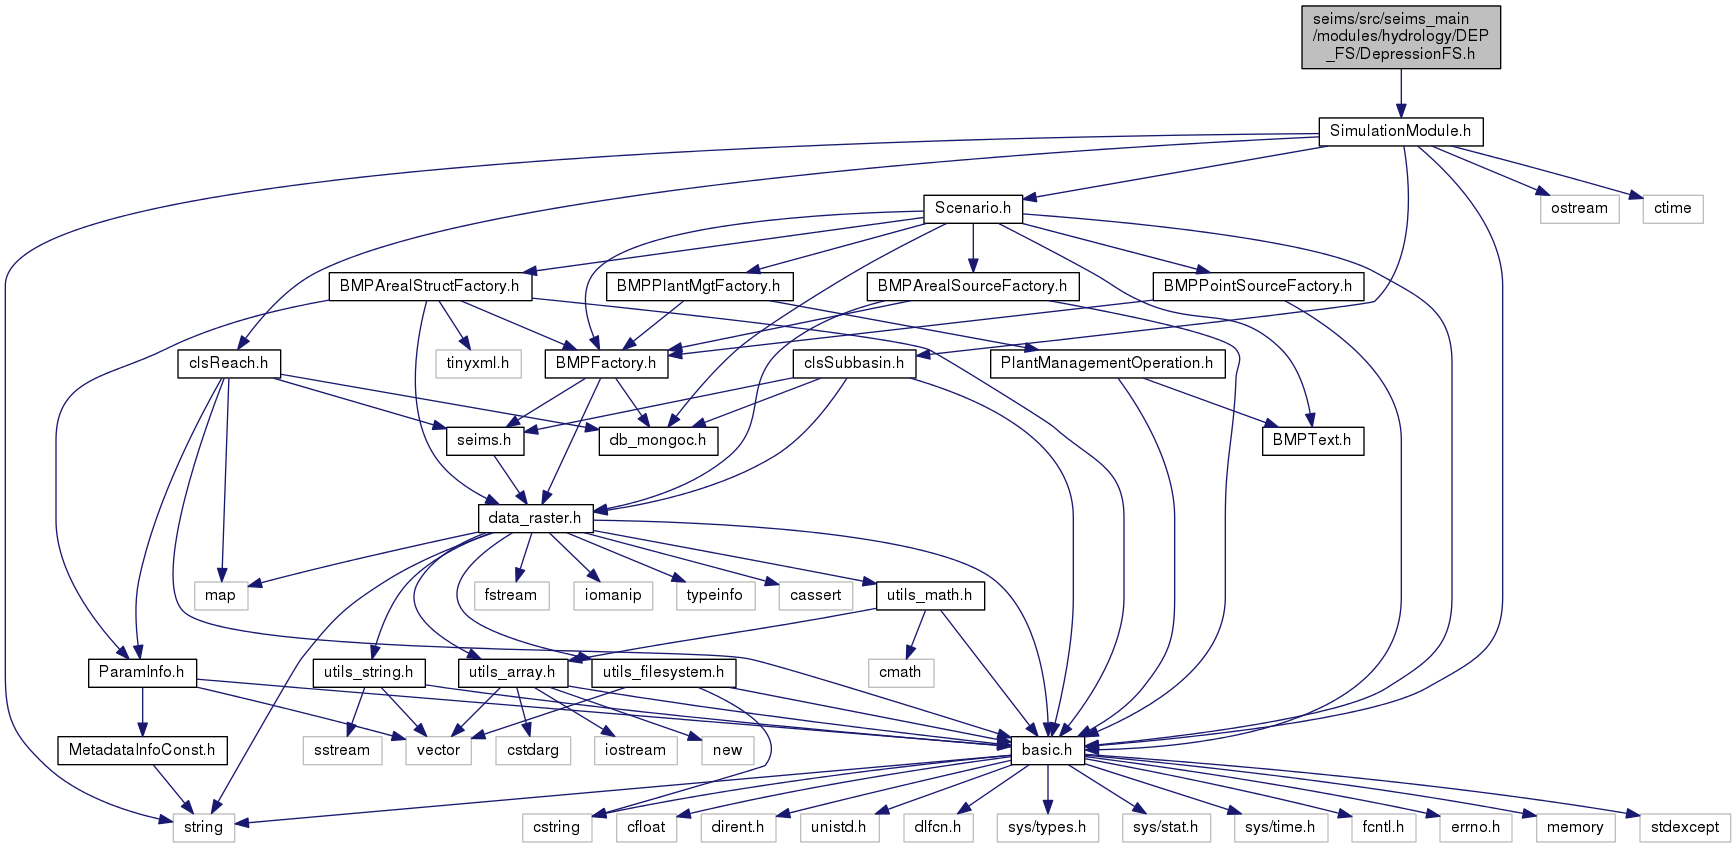 seims/src/seims_main
/modules/hydrology/DEP
_FS/DepressionFS.h
SimulationModule.h
Scenario.h
ostream
ctime
BMPArealStructFactory.h
BMPPlantMgtFactory.h
BMPArealSourceFactory.h
BMPPointSourceFactory.h
clsReach.h
tinyxml.h
BMPFactory.h
clsSubbasin.h
PlantManagementOperation.h
seims.h
db_mongoc.h
BMPText.h
data_raster.h
map
fstream
iomanip
typeinfo
cassert
utils_math.h
ParamInfo.h
utils_string.h
utils_array.h
utils_filesystem.h
cmath
MetadataInfoConst.h
sstream
vector
cstdarg
iostream
new
basic.h
string
cstring
cfloat
dirent.h
unistd.h
dlfcn.h
sys/types.h
sys/stat.h
sys/time.h
fcntl.h
errno.h
memory
stdexcept